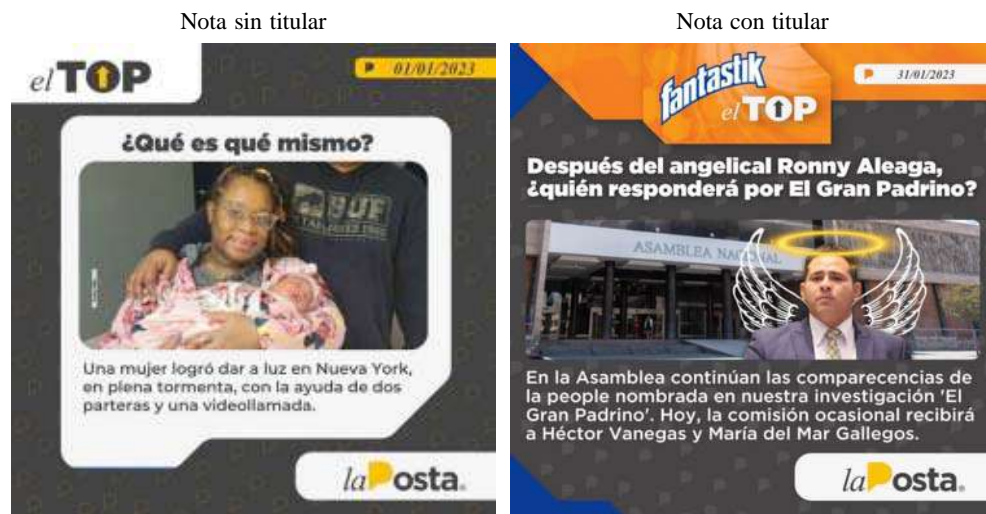 Nota sin titular
el TOP
01/01/2023
¿Qué es qué mismo?
Una mujer logró dar a luz en Nueva York,
en plena tormenta, con la ayuda de dos
parteras y una videollamada.
la Posta.
Nota con titular
fantastik
el TOP
31/01/2023
Después del angelical Ronny Aleaga,
¿quién responderá por El Gran Padrino?
ASAMBLEA NACIONAL
En la Asamblea continúan las comparecencias de
la people nombrada en nuestra investigación 'El
Gran Padrino'. Hoy, la comisión ocasional recibirá
a Héctor Vanegas y María del Mar Gallegos.
la Posta.